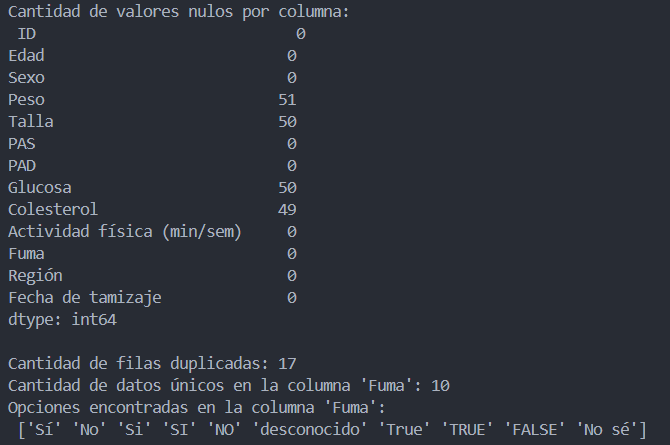 Cantidad de valores nulos por columna:
 ID                             0
Edad                           0
Sexo                           0
Peso                          51
Talla                         50
PAS                            0
PAD                            0
Glucosa                       50
Colesterol                    49
Actividad física (min/sem)     0
Fuma                           0
Región                         0
Fecha de tamizaje              0
dtype: int64

Cantidad de filas duplicadas: 17
Cantidad de datos únicos en la columna 'Fuma': 10
Opciones encontradas en la columna 'Fuma':
 ['Sí' 'No' 'Si' 'SI' 'NO' 'desconocido' 'True' 'TRUE' 'FALSE' 'No sé']